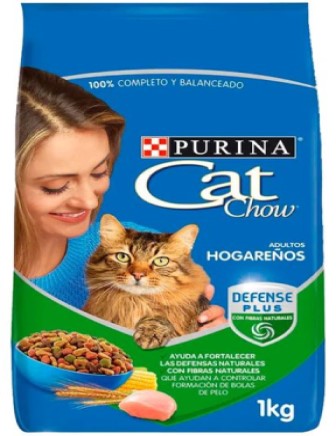 100% COMPLETO Y BALANCEADO
PURINA
Cat
Chow
ADULTOS
HOGAREÑOS
DEFENSE
PLUS
CON FIBRAS NATURALES
AYUDA A FORTALECER
LAS DEFENSAS NATURALES
CON FIBRAS NATURALES
QUE AYUDAN A CONTROLAR
FORMACIÓN DE BOLAS
DE PELO
1kg